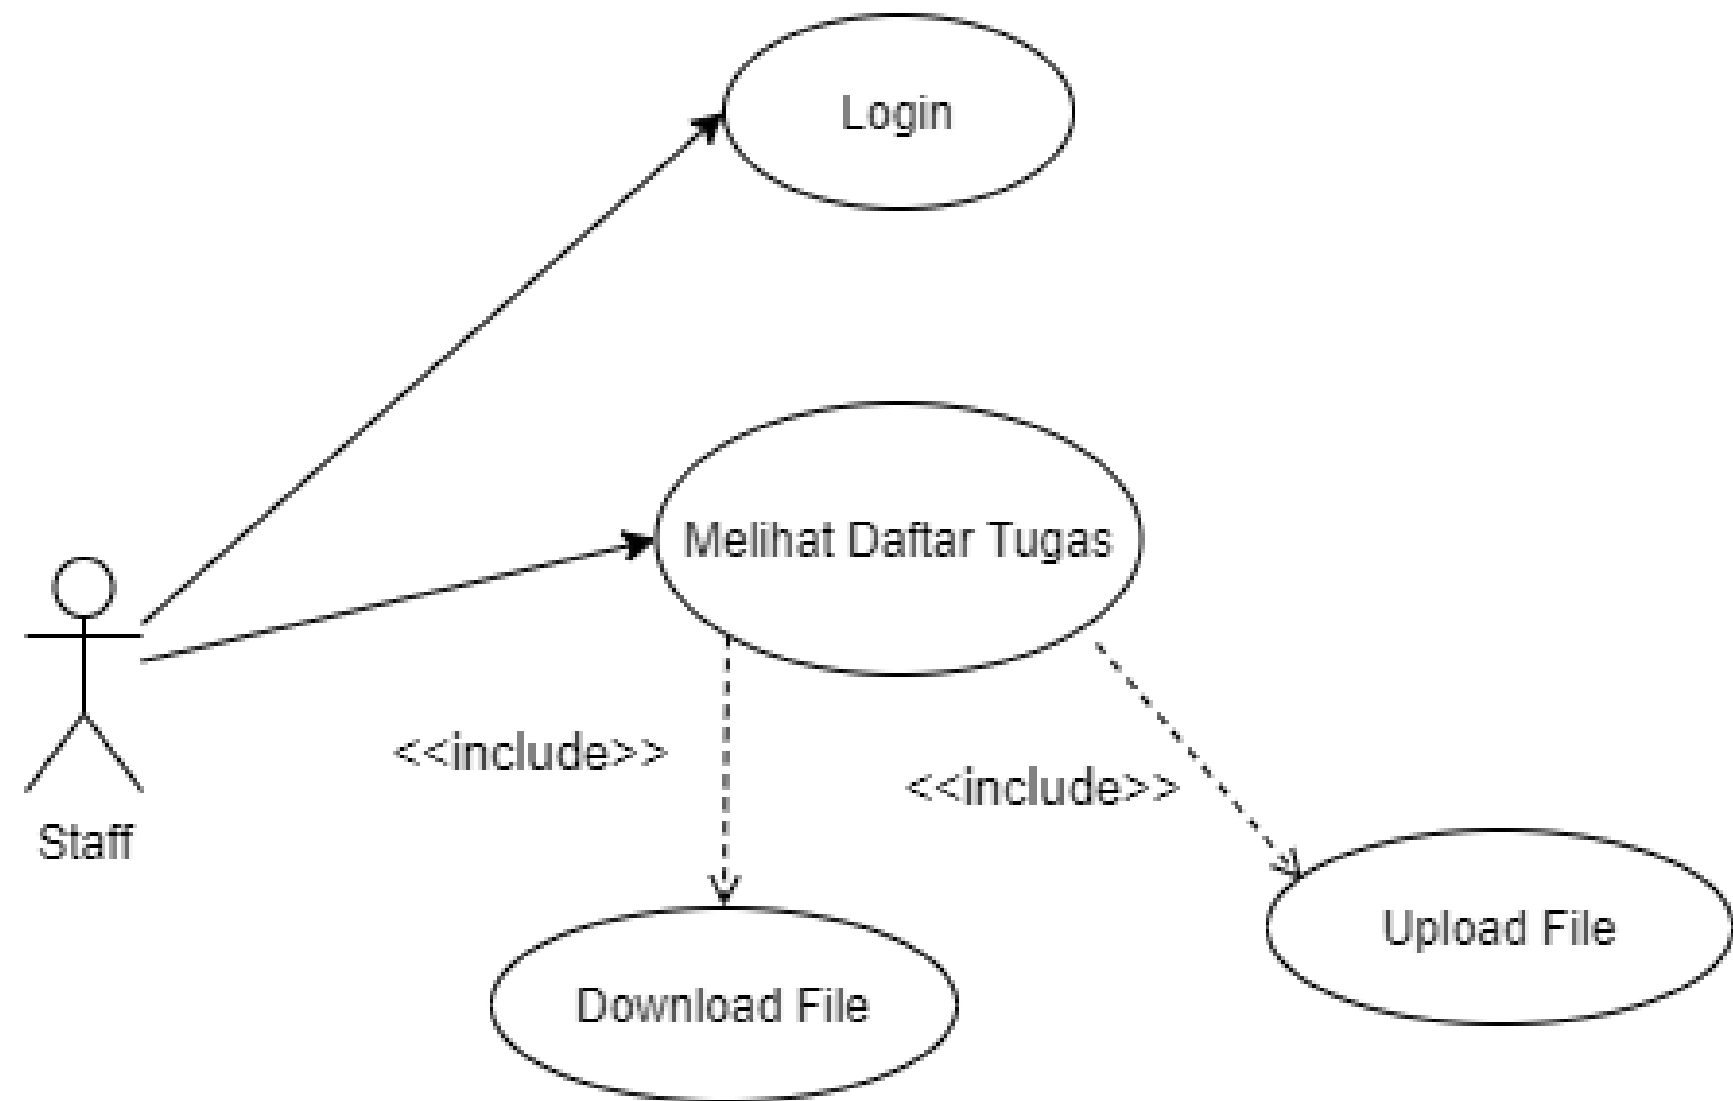 Login
Melihat Daftar Tugas
<<include>>
<<include>>
Staff
Upload File
Download File